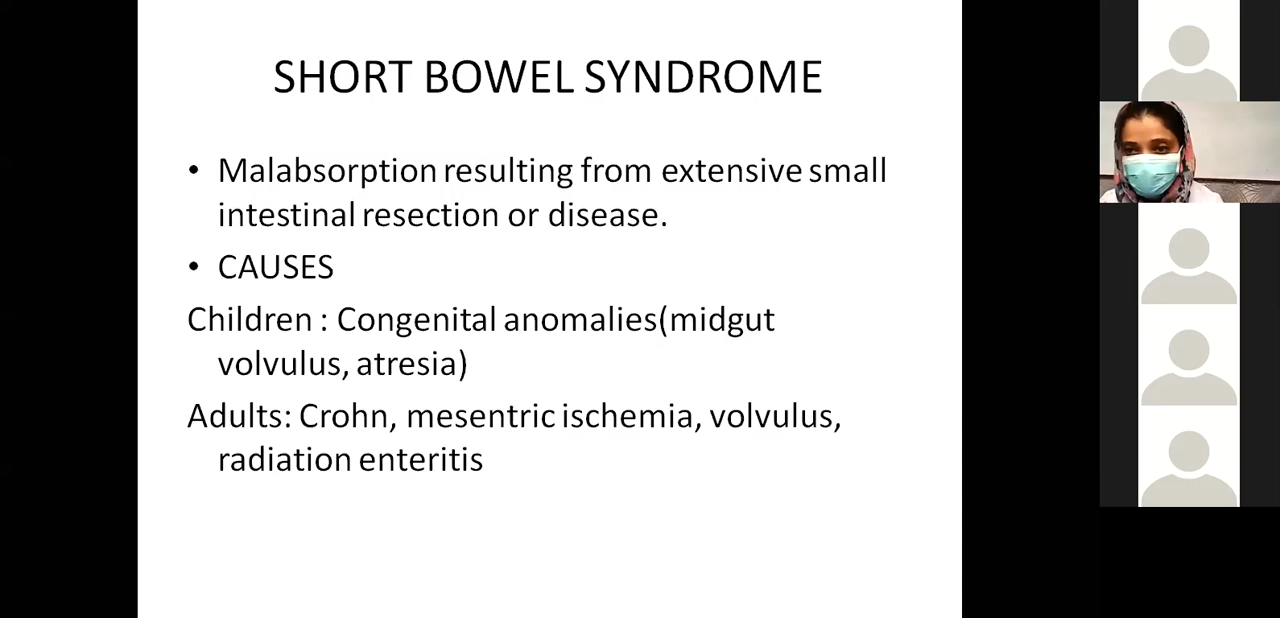 SHORT BOWEL SYNDROME
• Malabsorption resulting from extensive small
intestinal resection or disease.
• CAUSES
Children : Congenital anomalies(midgut
volvulus, atresia)
Adults: Crohn, mesentric ischemia, volvulus,
radiation enteritis